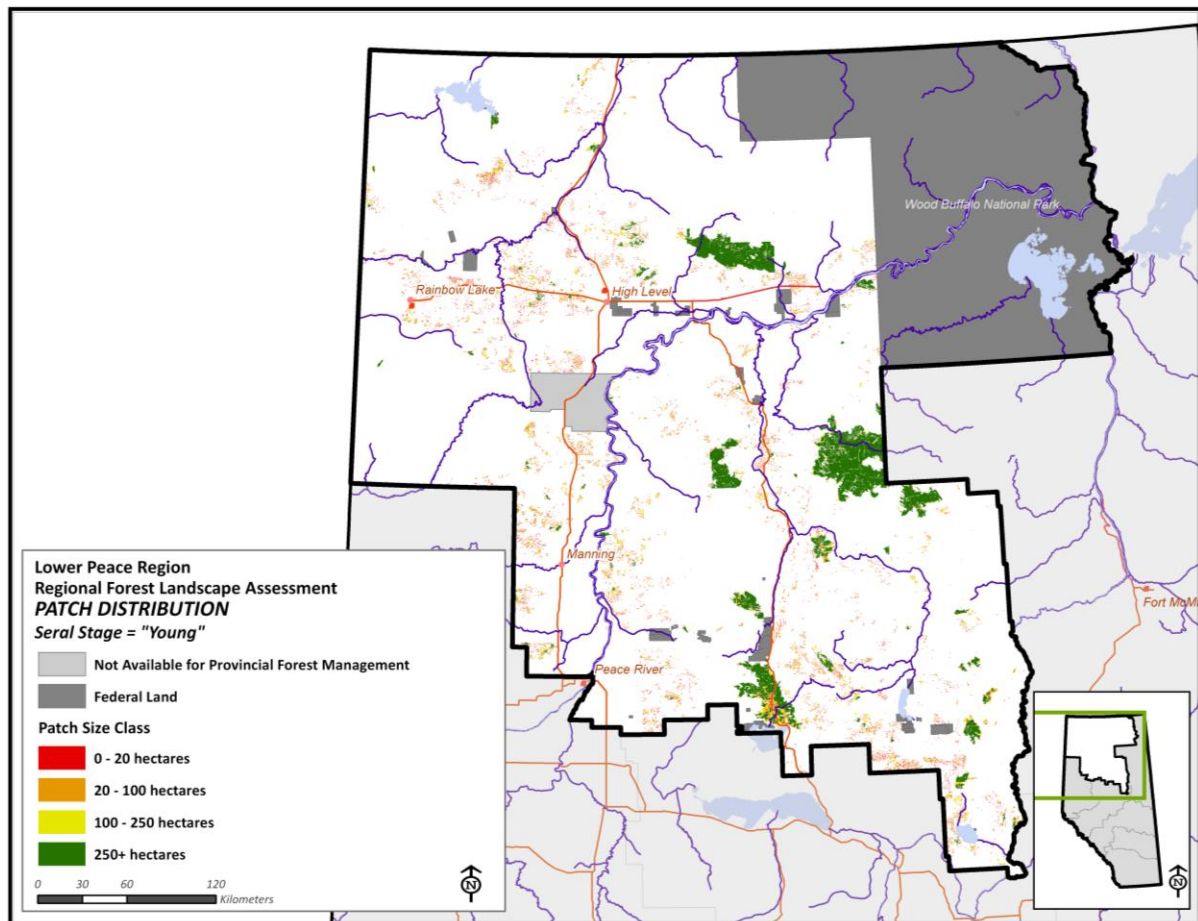 Wood Buffalo National Park
Rainbow Lake
High Level
Manning
Fort McM
Peace River
Lower Peace Region
Regional Forest Landscape Assessment
PATCH DISTRIBUTION
Seral Stage = "Young"
Not Available for Provincial Forest Management
Federal Land
Patch Size Class
0 - 20 hectares
20 - 100 hectares
100 - 250 hectares
250+ hectares
0 30 60 120
Kilometers
N
N